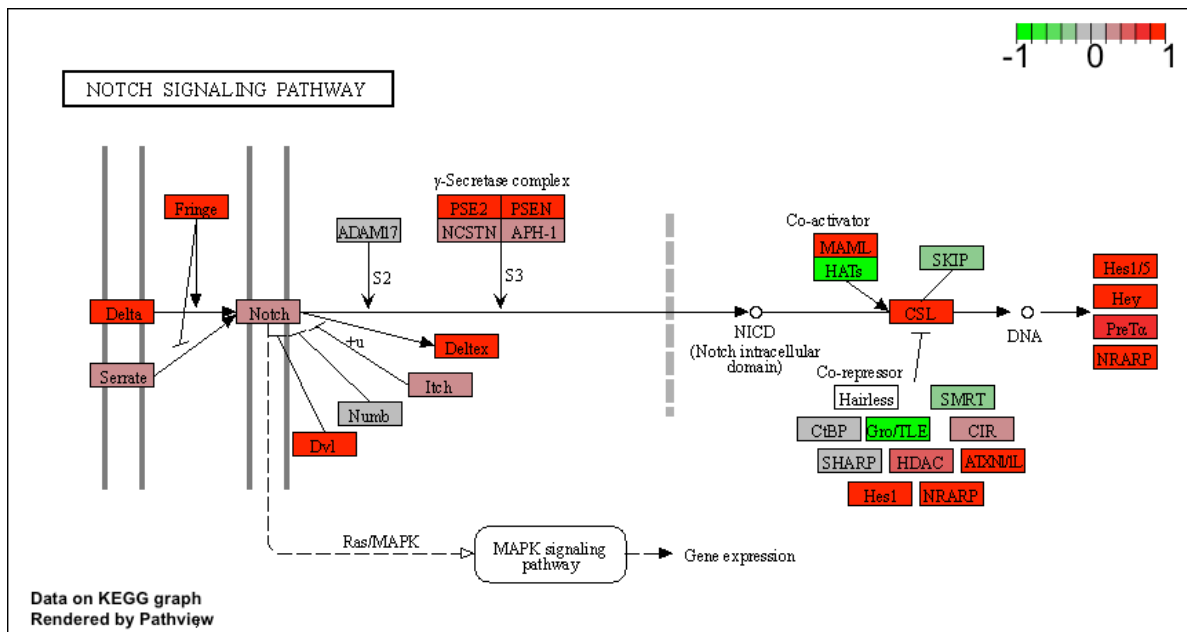 -1 0 1
NOTCH SIGNALING PATHWAY
γ-Secretase complex
Fringe
PSE2 PSEN
ADAM17
NCSTN APH-1
Co-activator
MAML
HATs
SKIP
S2
S3
Hes1/5
Delta
Notch
NICD
(Notch intracellular
domain)
CSL
DNA
Hey
PreTα
NRARP
+u
Deltex
Serrate
Itch
Numb
Dvl
Co-repressor
Hairless
SMRT
CtBP
Gro/TLE
CIR
SHARP
HDAC
ATXN1/1L
Hes1
NRARP
Ras/MAPK
MAPK signaling
pathway
Gene expression
Data on KEGG graph
Rendered by Pathview